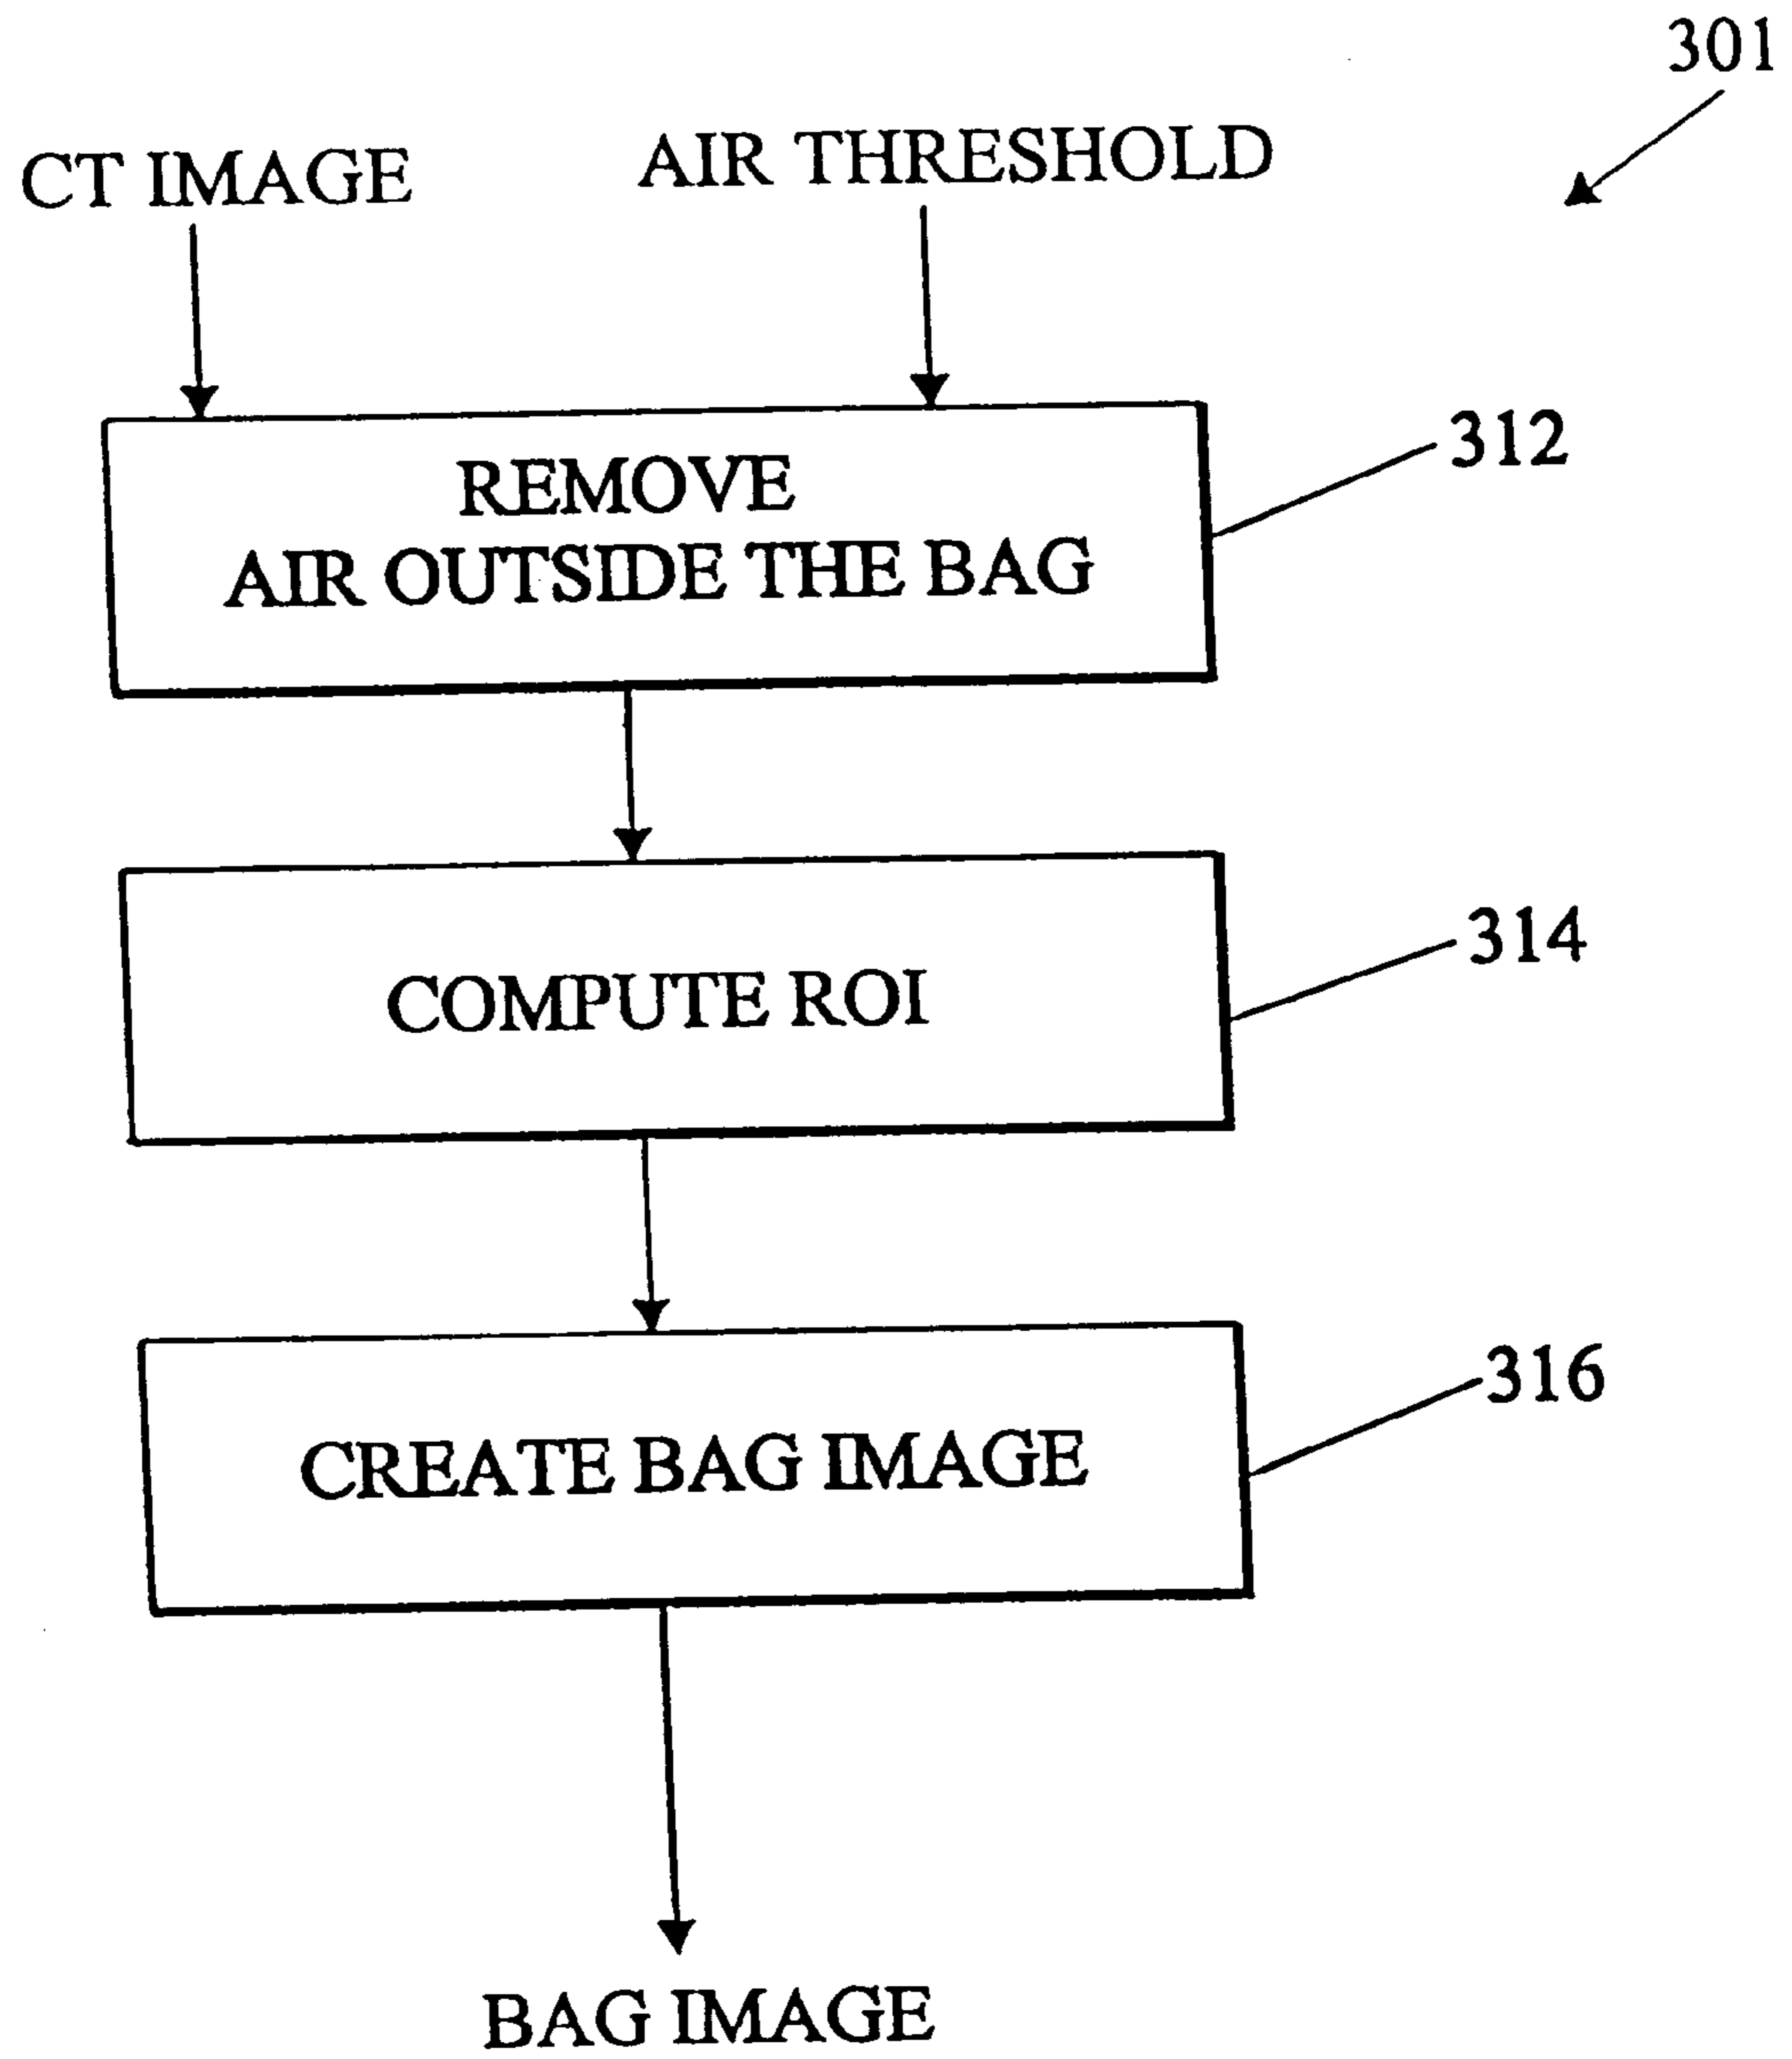 301
CT IMAGE
AIR THRESHOLD
REMOVE
AIR OUTSIDE THE BAG
312
COMPUTE ROI
314
CREATE BAG IMAGE
316
BAG IMAGE